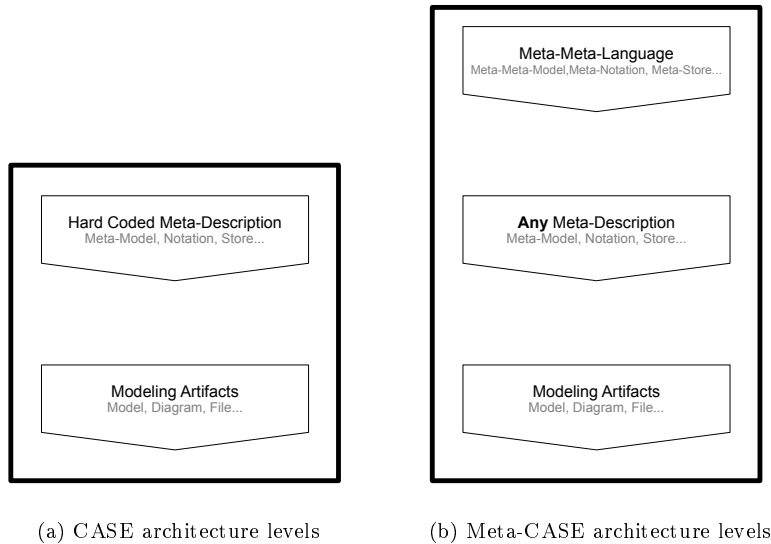 Meta-Meta-Language
Meta-Meta-Model,Meta-Notation, Meta-Store...
Hard Coded Meta-Description
Meta-Model, Notation, Store...
Any Meta-Description
Meta-Model, Notation, Store...
Modeling Artifacts
Model, Diagram, File...
Modeling Artifacts
Model, Diagram, File...
(a) CASE architecture levels
(b) Meta-CASE architecture levels